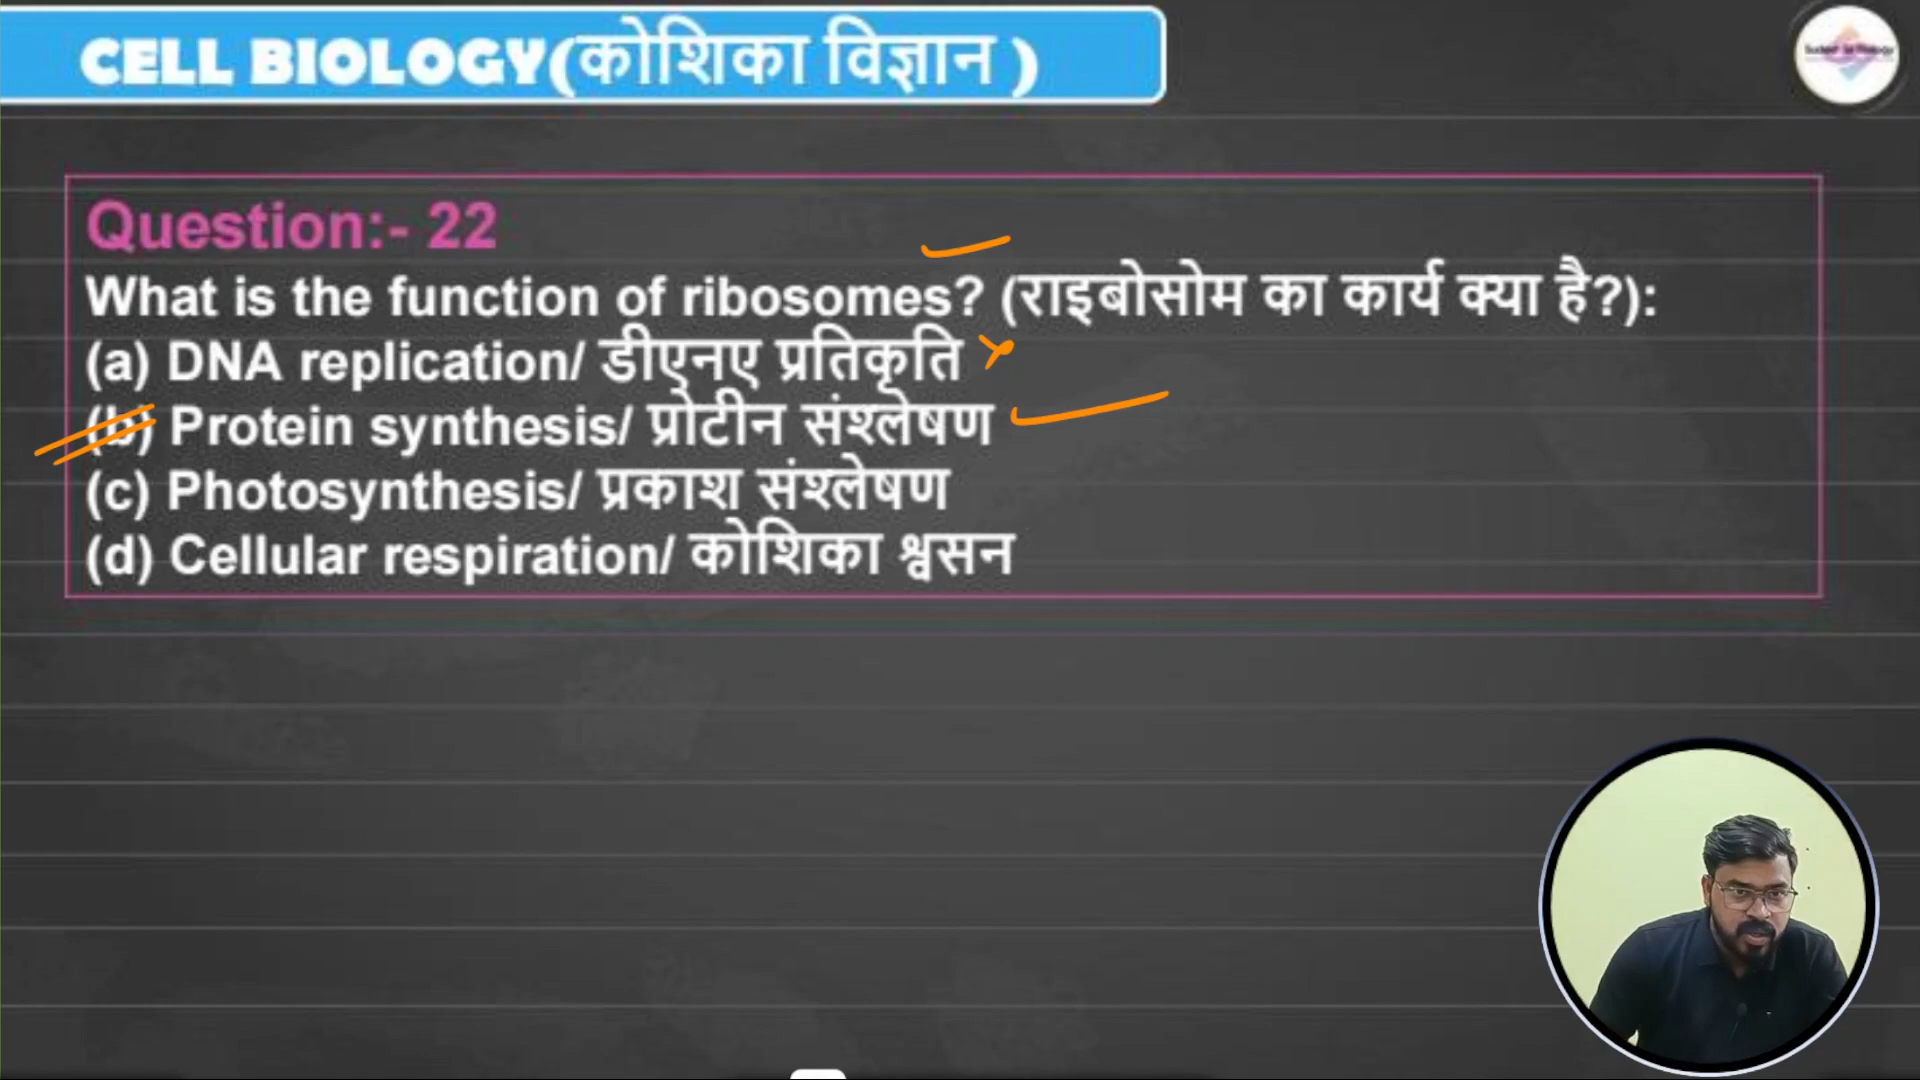 CELL BIOLOGY(कोशिका विज्ञान )
Question:- 22
What is the function of ribosomes? (राइबोसोम का कार्य क्या है?):
(a) DNA replication/ डीएनए प्रतिकृति
(b) Protein synthesis/ प्रोटीन संश्लेषण
(c) Photosynthesis/ प्रकाश संश्लेषण
(d) Cellular respiration/ कोशिका श्वसन